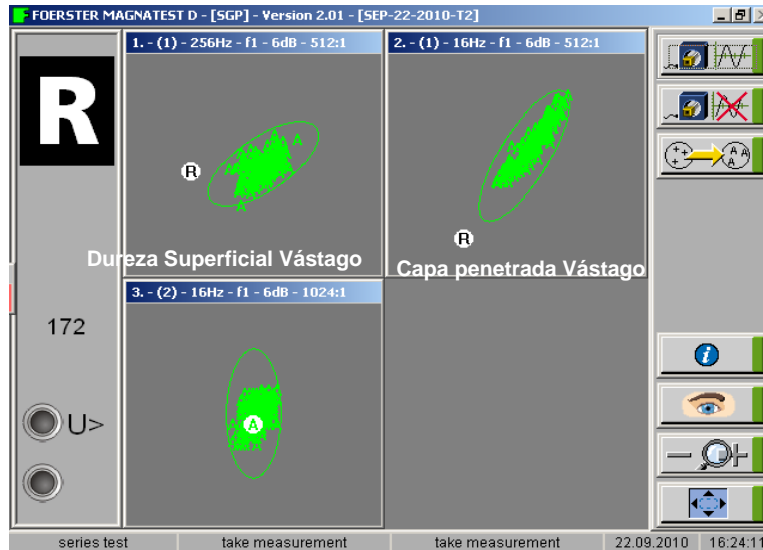 FOERSTER MAGNATEST D - [SGP] - Version 2.01 - [SEP-22-2010-T2]
1. - (1) - 256Hz - f1 - 6dB - 512:1
2. - (1) - 16Hz - f1 - 6dB - 512:1
R
A
A
A
R
R
Dureza Superficial Vástago
Capa penetrada Vástago
3. - (2) - 16Hz - f1 - 6dB - 1024:1
172
A
A
U>
series test
take measurement
take measurement
22.09.2010
16:24:11